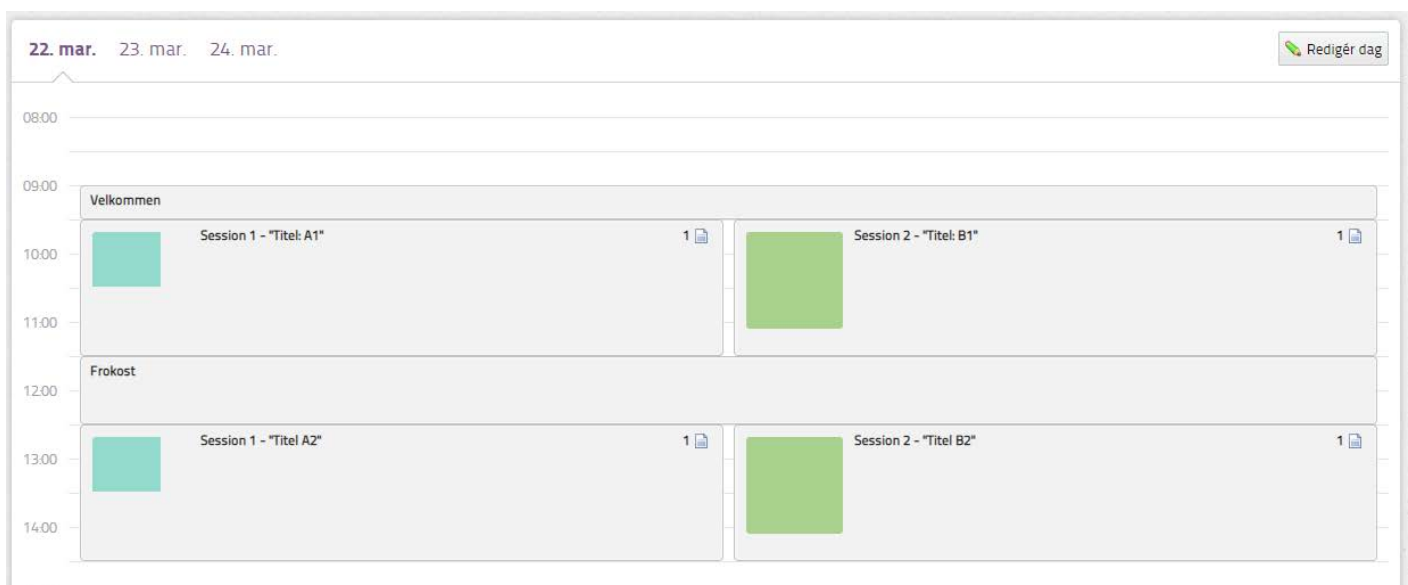 22. mar. 23. mar. 24. mar. Redigér dag
08:00
09:00
Velkommen
Session 1 - "Titel: A1" 1 Session 2 - "Titel: B1" 1
10:00
11:00
Frokost
12:00
Session 1 - "Titel A2" 1 Session 2 - "Titel B2" 1
13:00
14:00